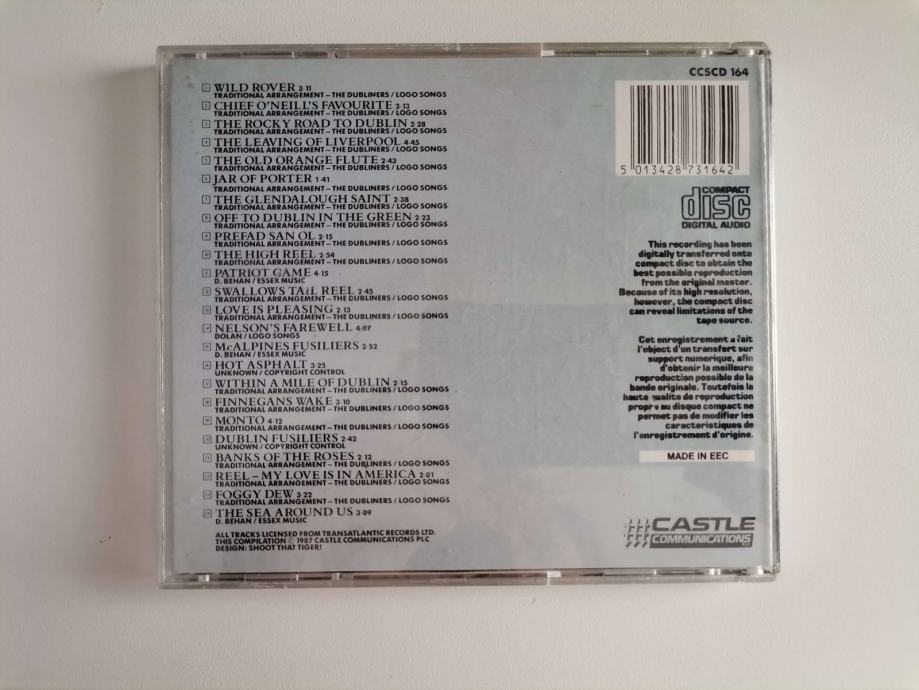 CCSCD 164
1 WILD ROVER 3·11
TRADITIONAL ARRANGEMENT – THE DUBLINERS / LOGO SONGS
2 CHIEF O'NEILL'S FAVOURITE 2·13
TRADITIONAL ARRANGEMENT – THE DUBLINERS / LOGO SONGS
3 THE ROCKY ROAD TO DUBLIN 2·28
TRADITIONAL ARRANGEMENT – THE DUBLINERS / LOGO SONGS
4 THE LEAVING OF LIVERPOOL 4·45
TRADITIONAL ARRANGEMENT – THE DUBLINERS / LOGO SONGS
5 THE OLD ORANGE FLUTE 2·43
TRADITIONAL ARRANGEMENT – THE DUBLINERS / LOGO SONGS
6 JAR OF PORTER 1·41
TRADITIONAL ARRANGEMENT – THE DUBLINERS / LOGO SONGS
7 THE GLENDALOUGH SAINT 2·38
TRADITIONAL ARRANGEMENT – THE DUBLINERS / LOGO SONGS
8 OFF TO DUBLIN IN THE GREEN 2·23
TRADITIONAL ARRANGEMENT – THE DUBLINERS / LOGO SONGS
9 PREFAD SAN OL 2·15
TRADITIONAL ARRANGEMENT – THE DUBLINERS / LOGO SONGS
10 THE HIGH REEL 2·54
TRADITIONAL ARRANGEMENT – THE DUBLINERS / LOGO SONGS
11 PATRIOT GAME 4·15
D. BEHAN / ESSEX MUSIC
12 SWALLOWS TAIL REEL 2·45
TRADITIONAL ARRANGEMENT – THE DUBLINERS / LOGO SONGS
13 LOVE IS PLEASING 2·13
TRADITIONAL ARRANGEMENT – THE DUBLINERS / LOGO SONGS
14 NELSON'S FAREWELL 4·07
DOLAN / LOGO SONGS
15 McALPINES FUSILIERS 2·52
D. BEHAN / ESSEX MUSIC
16 HOT ASPHALT 3·25
UNKNOWN / COPYRIGHT CONTROL
17 WITHIN A MILE OF DUBLIN 2·15
TRADITIONAL ARRANGEMENT – THE DUBLINERS / LOGO SONGS
18 FINNEGANS WAKE 3·10
TRADITIONAL ARRANGEMENT – THE DUBLINERS / LOGO SONGS
19 MONTO 4·12
TRADITIONAL ARRANGEMENT – THE DUBLINERS / LOGO SONGS
20 DUBLIN FUSILIERS 2·42
UNKNOWN / COPYRIGHT CONTROL
21 BANKS OF THE ROSES 2·12
TRADITIONAL ARRANGEMENT – THE DUBLINERS / LOGO SONGS
22 REEL – MY LOVE IS IN AMERICA 2·01
TRADITIONAL ARRANGEMENT – THE DUBLINERS / LOGO SONGS
23 FOGGY DEW 3·22
TRADITIONAL ARRANGEMENT – THE DUBLINERS / LOGO SONGS
24 THE SEA AROUND US 3·09
D. BEHAN / ESSEX MUSIC
ALL TRACKS LICENSED FROM TRANSATLANTIC RECORDS LTD.
THIS COMPILATION © 1987 CASTLE COMMUNICATIONS PLC
DESIGN: SHOOT THAT TIGER!
5 013428 731642
COMPACT
disc
DIGITAL AUDIO
This recording has been
digitally transferred onto
compact disc to obtain the
best possible reproduction
from the original master.
Because of its high resolution,
however, the compact disc
can reveal limitations of the
tape source.
Cet enregistrement a fait
l'object d'un transfert sur
support numerique, afin
d'obtenir la meilleure
reproduction possible de la
bande originale. Toutefois la
haute qualite de reproduction
propre au disque compact ne
permet pas de modifier les
caracteristiques de
l'enregistrement d'origine.
MADE IN EEC
CASTLE
COMMUNICATIONS